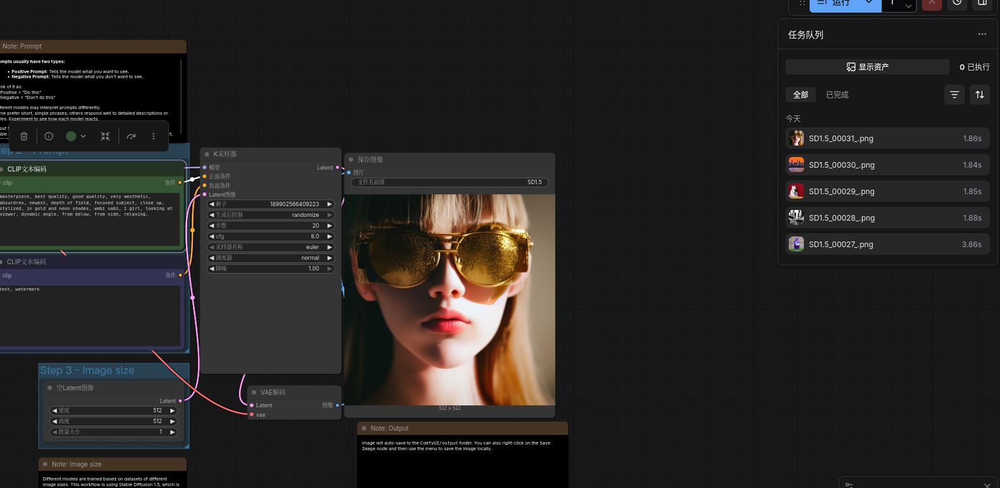 运行
1
任务队列
显示资产
0 已执行
全部
已完成
今天
SD1.5_00031_.png
1.86s
SD1.5_00030_.png
1.84s
SD1.5_00029_.png
1.85s
SD1.5_00028_.png
1.88s
SD1.5_00027_.png
3.86s
Note: Prompt
ompts usually have two types:
• Positive Prompt: Tells the model what you want to see.
• Negative Prompt: Tells the model what you don't want to see.
nk of it as:
Positive = “Do this”
Negative = “Don't do this”
ferent models may interpret prompts differently.
me prefer short, simple phrases; others respond well to detailed descriptions or
les. Experiment to see how each model reacts.
CLIP文本编码
clip
条件
masterpiece, best quality, good quality, very aesthetic,
absurdres, newest, depth of field, focused subject, close up,
stylized, in gold and neon shades, wabi sabi, 1 girl, looking at
viewer, dynamic angle, from below, from side, relaxing.
CLIP文本编码
clip
条件
text, watermark
Step 3 - Image size
空Latent图像
Latent
宽度
512
高度
512
批量大小
1
Note: Image size
Different models are trained based on datasets of different
image sizes. This workflow is using Stable Diffusion 1.5, which is
K采样器
模型
Latent
正面条件
负面条件
Latent图像
种子
189902566409223
生成后控制
randomize
步数
20
cfg
8.0
采样器名称
euler
调度器
normal
降噪
1.00
VAE解码
Latent
图像
vae
保存图像
图片
文件名前缀
SD1.5
512 × 512
Note: Output
Image will auto-save to the ComfyUI/output folder. You can also right-click on the Save
Image node and then use the menu to save the image locally.